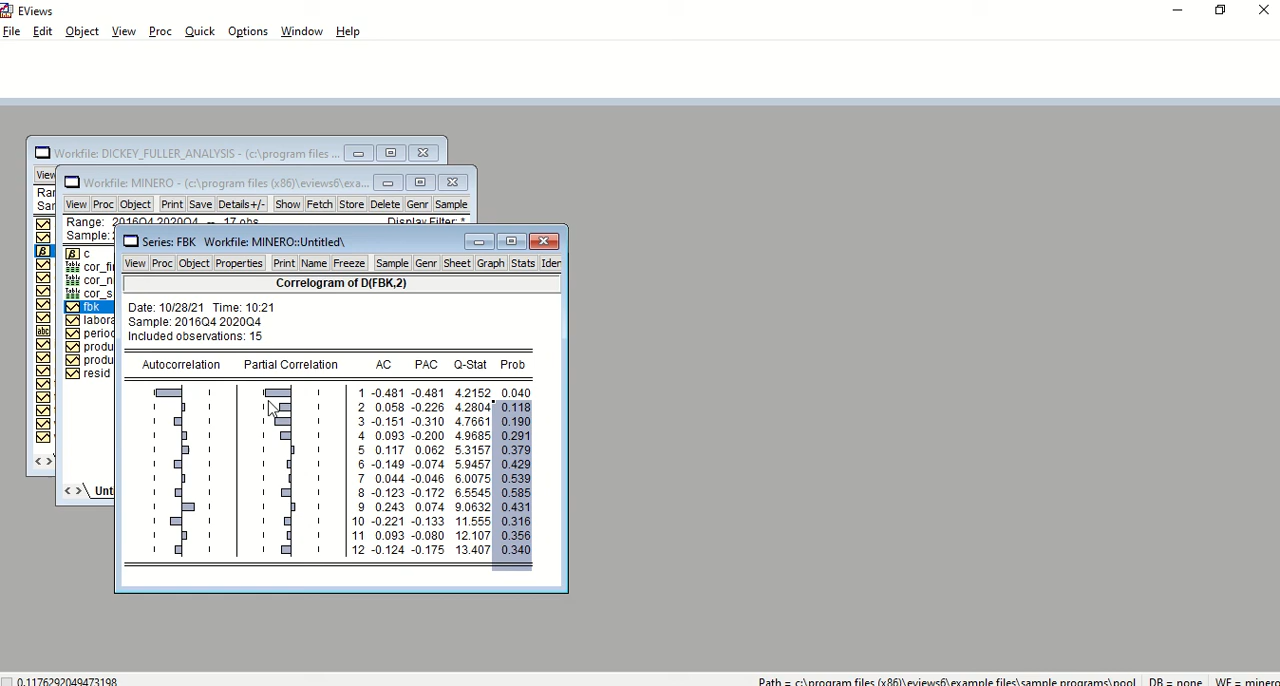 EViews
File Edit Object View Proc Quick Options Window Help
Workfile: DICKEY_FULLER_ANALYSIS - (c:\program files ...
View
Workfile: MINERO - (c:\program files (x86)\eviews6\exa...
View Proc Object Print Save Details+/- Show Fetch Store Delete Genr Sample
Range: 2016Q4 2020Q4 -- 17 obs Display Filter: *
Sample:
c
cor_fi
cor_n
cor_s
fbk
labora
period
produ
produ
resid
Unt
Series: FBK Workfile: MINERO::Untitled\
View Proc Object Properties Print Name Freeze Sample Genr Sheet Graph Stats Iden
Correlogram of D(FBK,2)
Date: 10/28/21 Time: 10:21
Sample: 2016Q4 2020Q4
Included observations: 15
Autocorrelation Partial Correlation AC PAC Q-Stat Prob
1 -0.481 -0.481 4.2152 0.040
2 0.058 -0.226 4.2804 0.118
3 -0.151 -0.310 4.7661 0.190
4 0.093 -0.200 4.9685 0.291
5 0.117 0.062 5.3157 0.379
6 -0.149 -0.074 5.9457 0.429
7 0.044 -0.046 6.0075 0.539
8 -0.123 -0.172 6.5545 0.585
9 0.243 0.074 9.0632 0.431
10 -0.221 -0.133 11.555 0.316
11 0.093 -0.080 12.107 0.356
12 -0.124 -0.175 13.407 0.340
0.1176292049473198 Path = c:\program files (x86)\eviews6\example files\sample programs\pool DB = none WF = minero